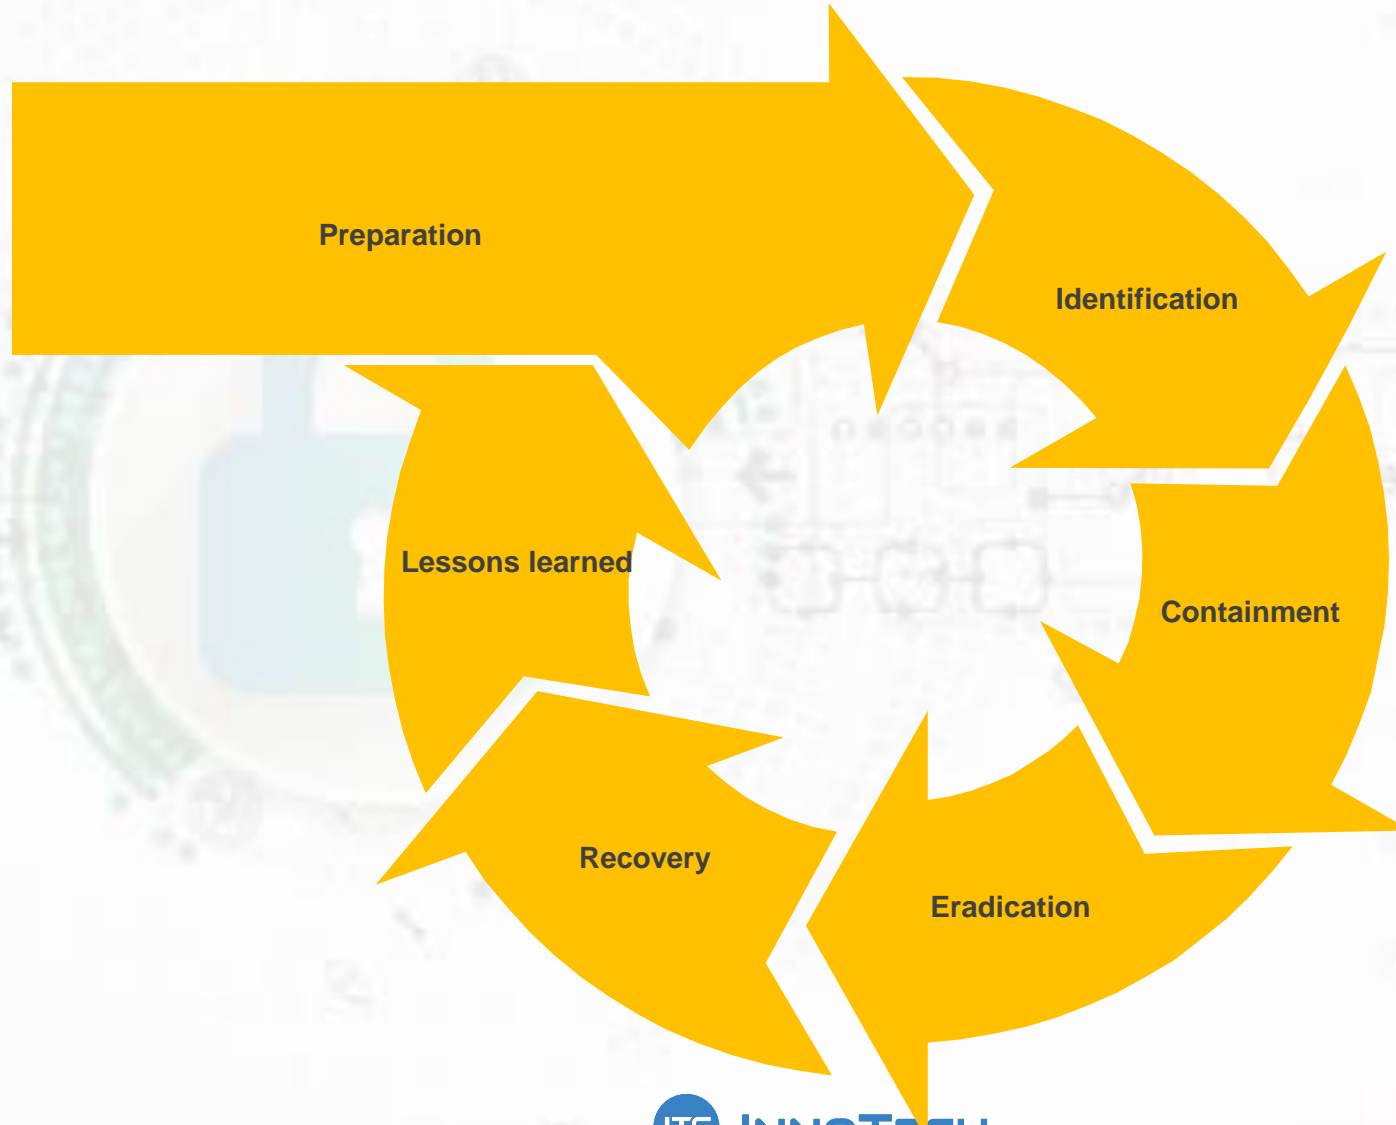 Preparation
Identification
Containment
Eradication
Recovery
Lessons learned